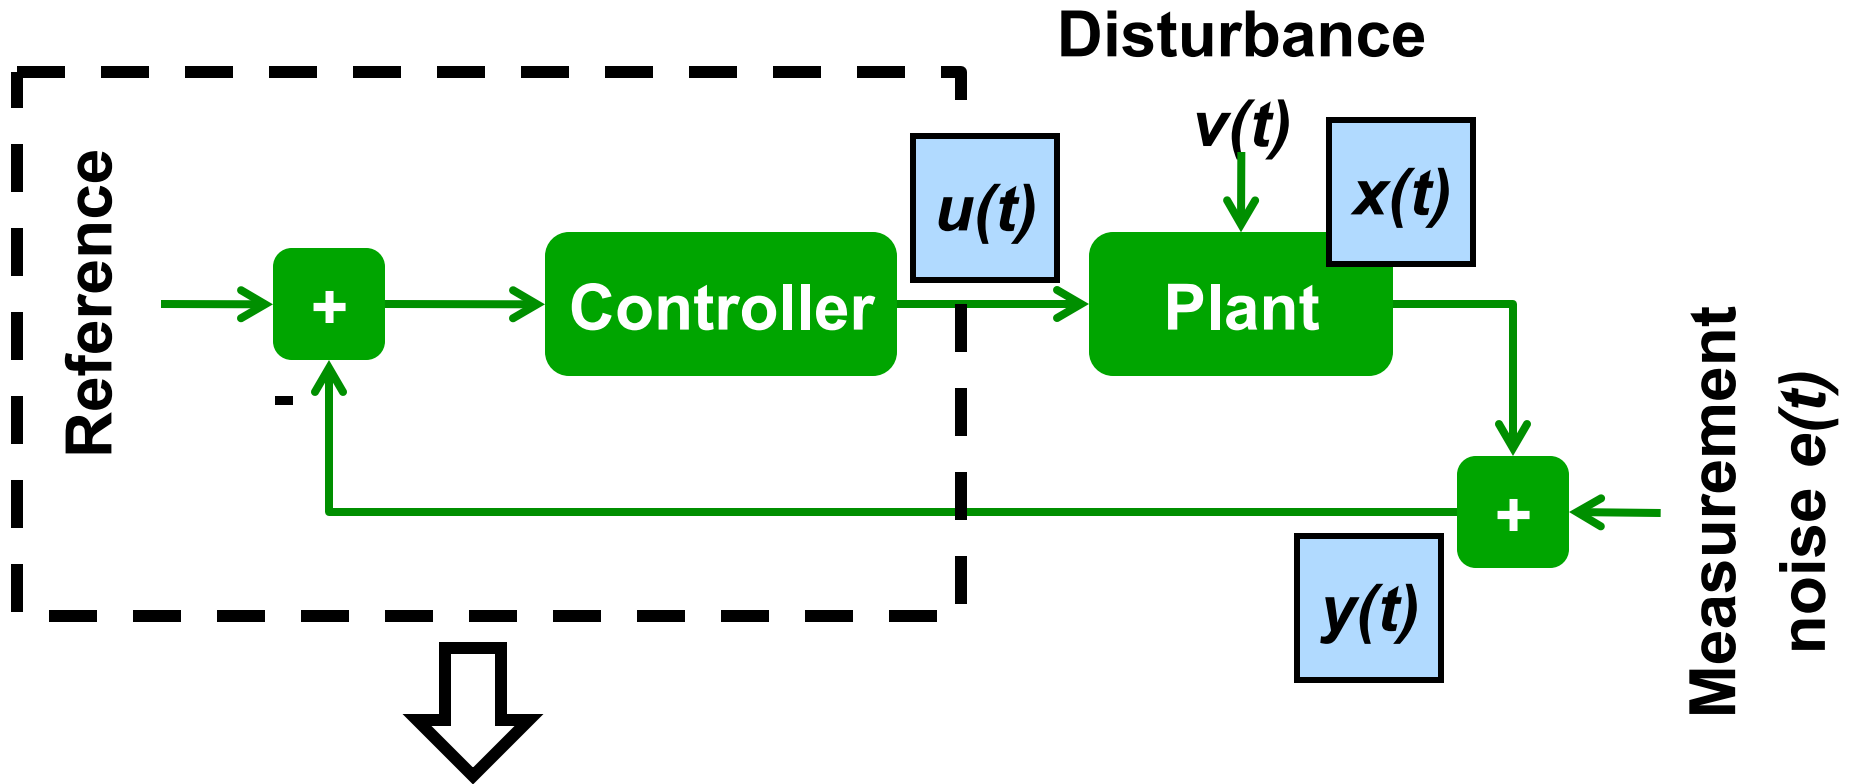 Disturbance
v(t)
Reference
u(t)
x(t)
+
Controller
Plant
-
+
y(t)
Measurement
noise e(t)